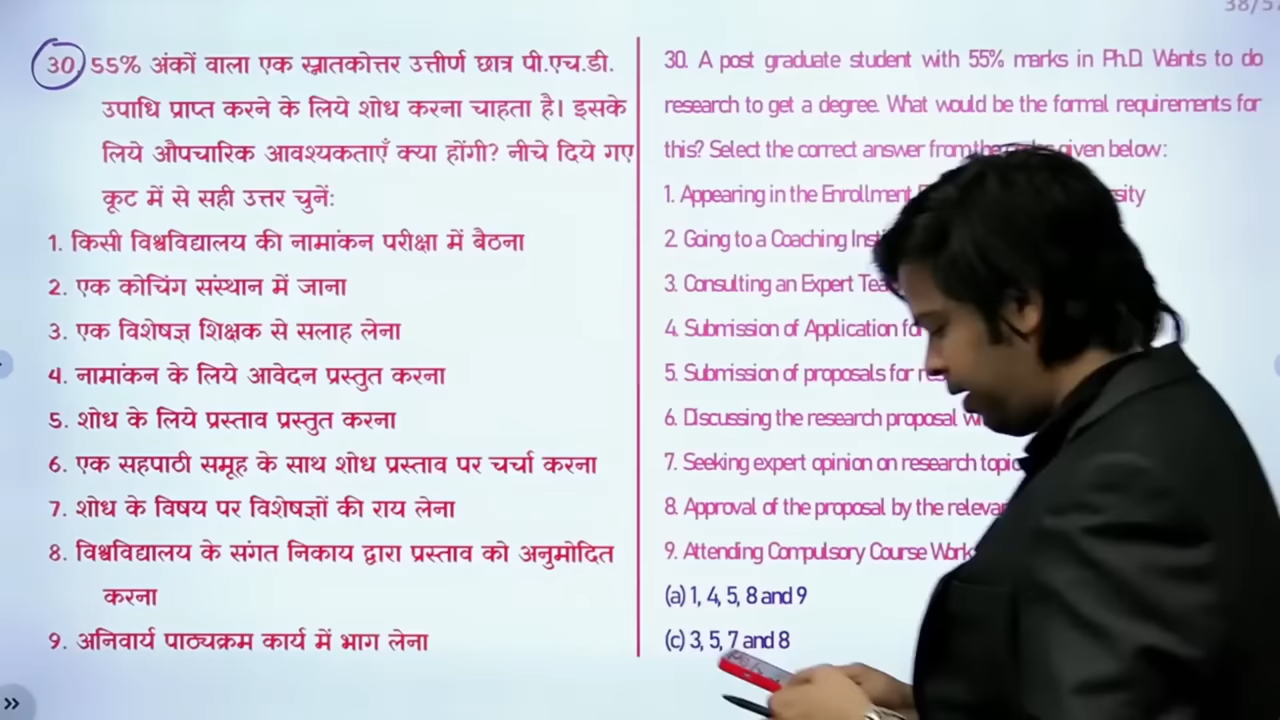 38/57
30 55% अंकों वाला एक स्नातकोत्तर उत्तीर्ण छात्र पी.एच.डी.
उपाधि प्राप्त करने के लिये शोध करना चाहता है। इसके
लिये औपचारिक आवश्यकताएँ क्या होंगी? नीचे दिये गए
कूट में से सही उत्तर चुनें:
1. किसी विश्वविद्यालय की नामांकन परीक्षा में बैठना
2. एक कोचिंग संस्थान में जाना
3. एक विशेषज्ञ शिक्षक से सलाह लेना
4. नामांकन के लिये आवेदन प्रस्तुत करना
5. शोध के लिये प्रस्ताव प्रस्तुत करना
6. एक सहपाठी समूह के साथ शोध प्रस्ताव पर चर्चा करना
7. शोध के विषय पर विशेषज्ञों की राय लेना
8. विश्वविद्यालय के संगत निकाय द्वारा प्रस्ताव को अनुमोदित
करना
9. अनिवार्य पाठ्यक्रम कार्य में भाग लेना
30. A post graduate student with 55% marks in Ph.D. Wants to do
research to get a degree. What would be the formal requirements for
this? Select the correct answer from the given below:
1. Appearing in the Enrollment
2. Going to a Coaching
3. Consulting an Expert
4. Submission of Application
5. Submission of proposals for
6. Discussing the research proposal
7. Seeking expert opinion on research
8. Approval of the proposal by the
9. Attending Compulsory Course Work
(a) 1, 4, 5, 8 and 9
(c) 3, 5, 7 and 8